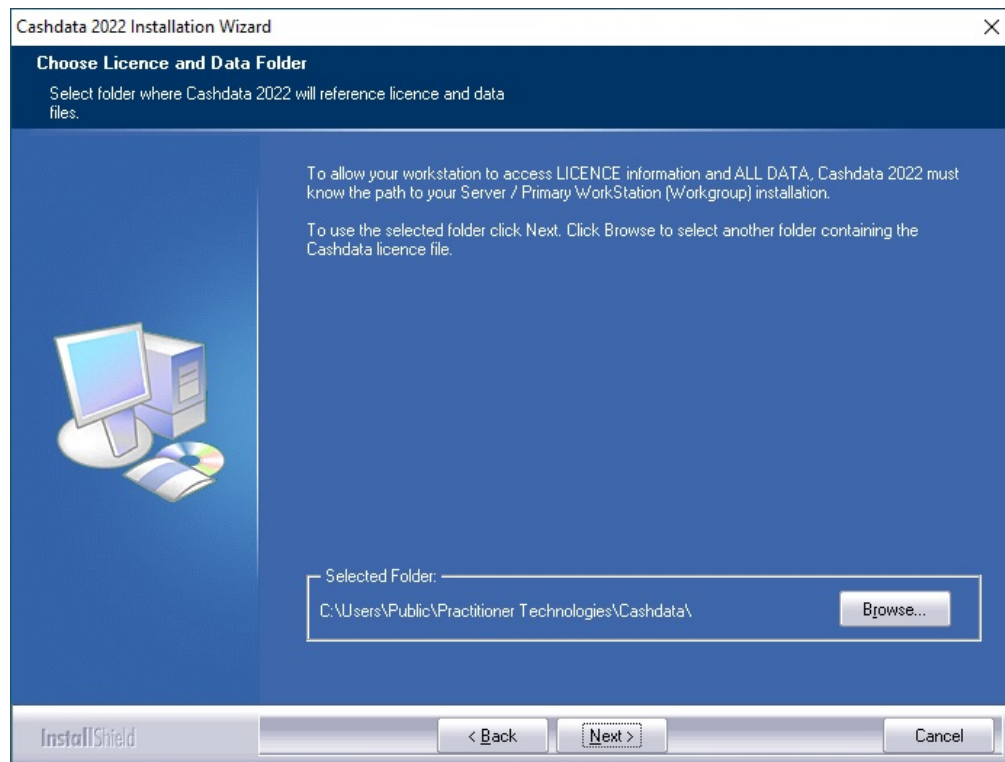 Cashdata 2022 Installation Wizard
Choose Licence and Data Folder
Select folder where Cashdata 2022 will reference licence and data
files.
To allow your workstation to access LICENCE information and ALL DATA, Cashdata 2022 must
know the path to your Server / Primary WorkStation (Workgroup) installation.
To use the selected folder click Next. Click Browse to select another folder containing the
Cashdata licence file.
Selected Folder:
C:\Users\Public\Practitioner Technologies\Cashdata\
Browse...
InstallShield
< Back
Next >
Cancel